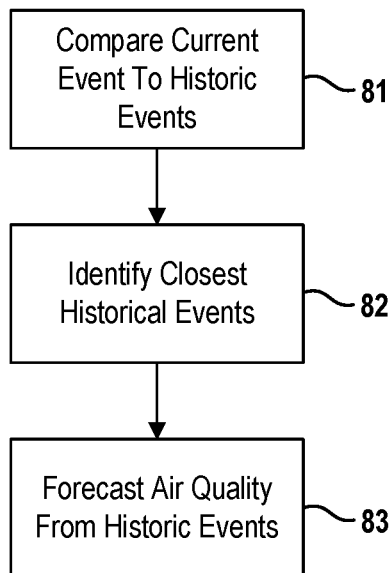 Compare Current
Event To Historic
Events
81
Identify Closest
Historical Events
82
Forecast Air Quality
From Historic Events
83